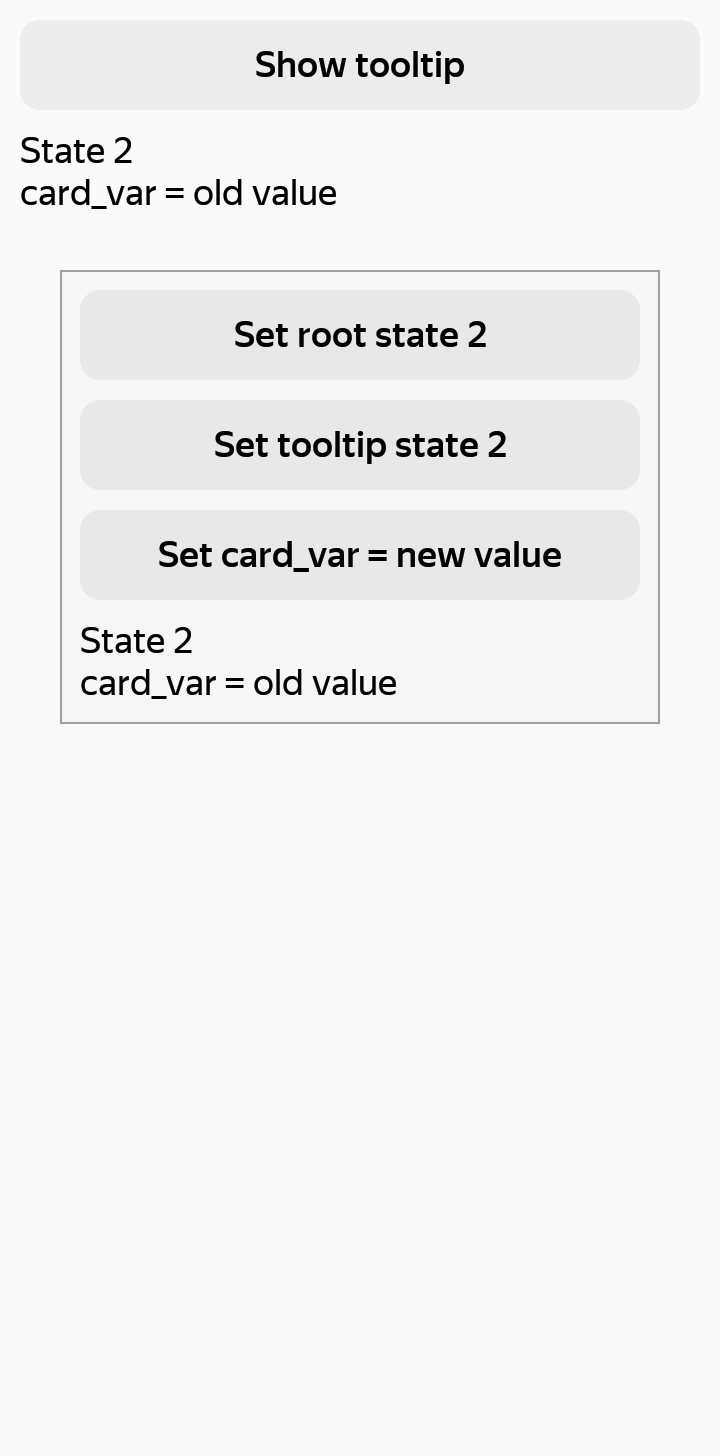 Show tooltip
State 2
card_var = old value
Set root state 2
Set tooltip state 2
Set card_var = new value
State 2
card_var = old value